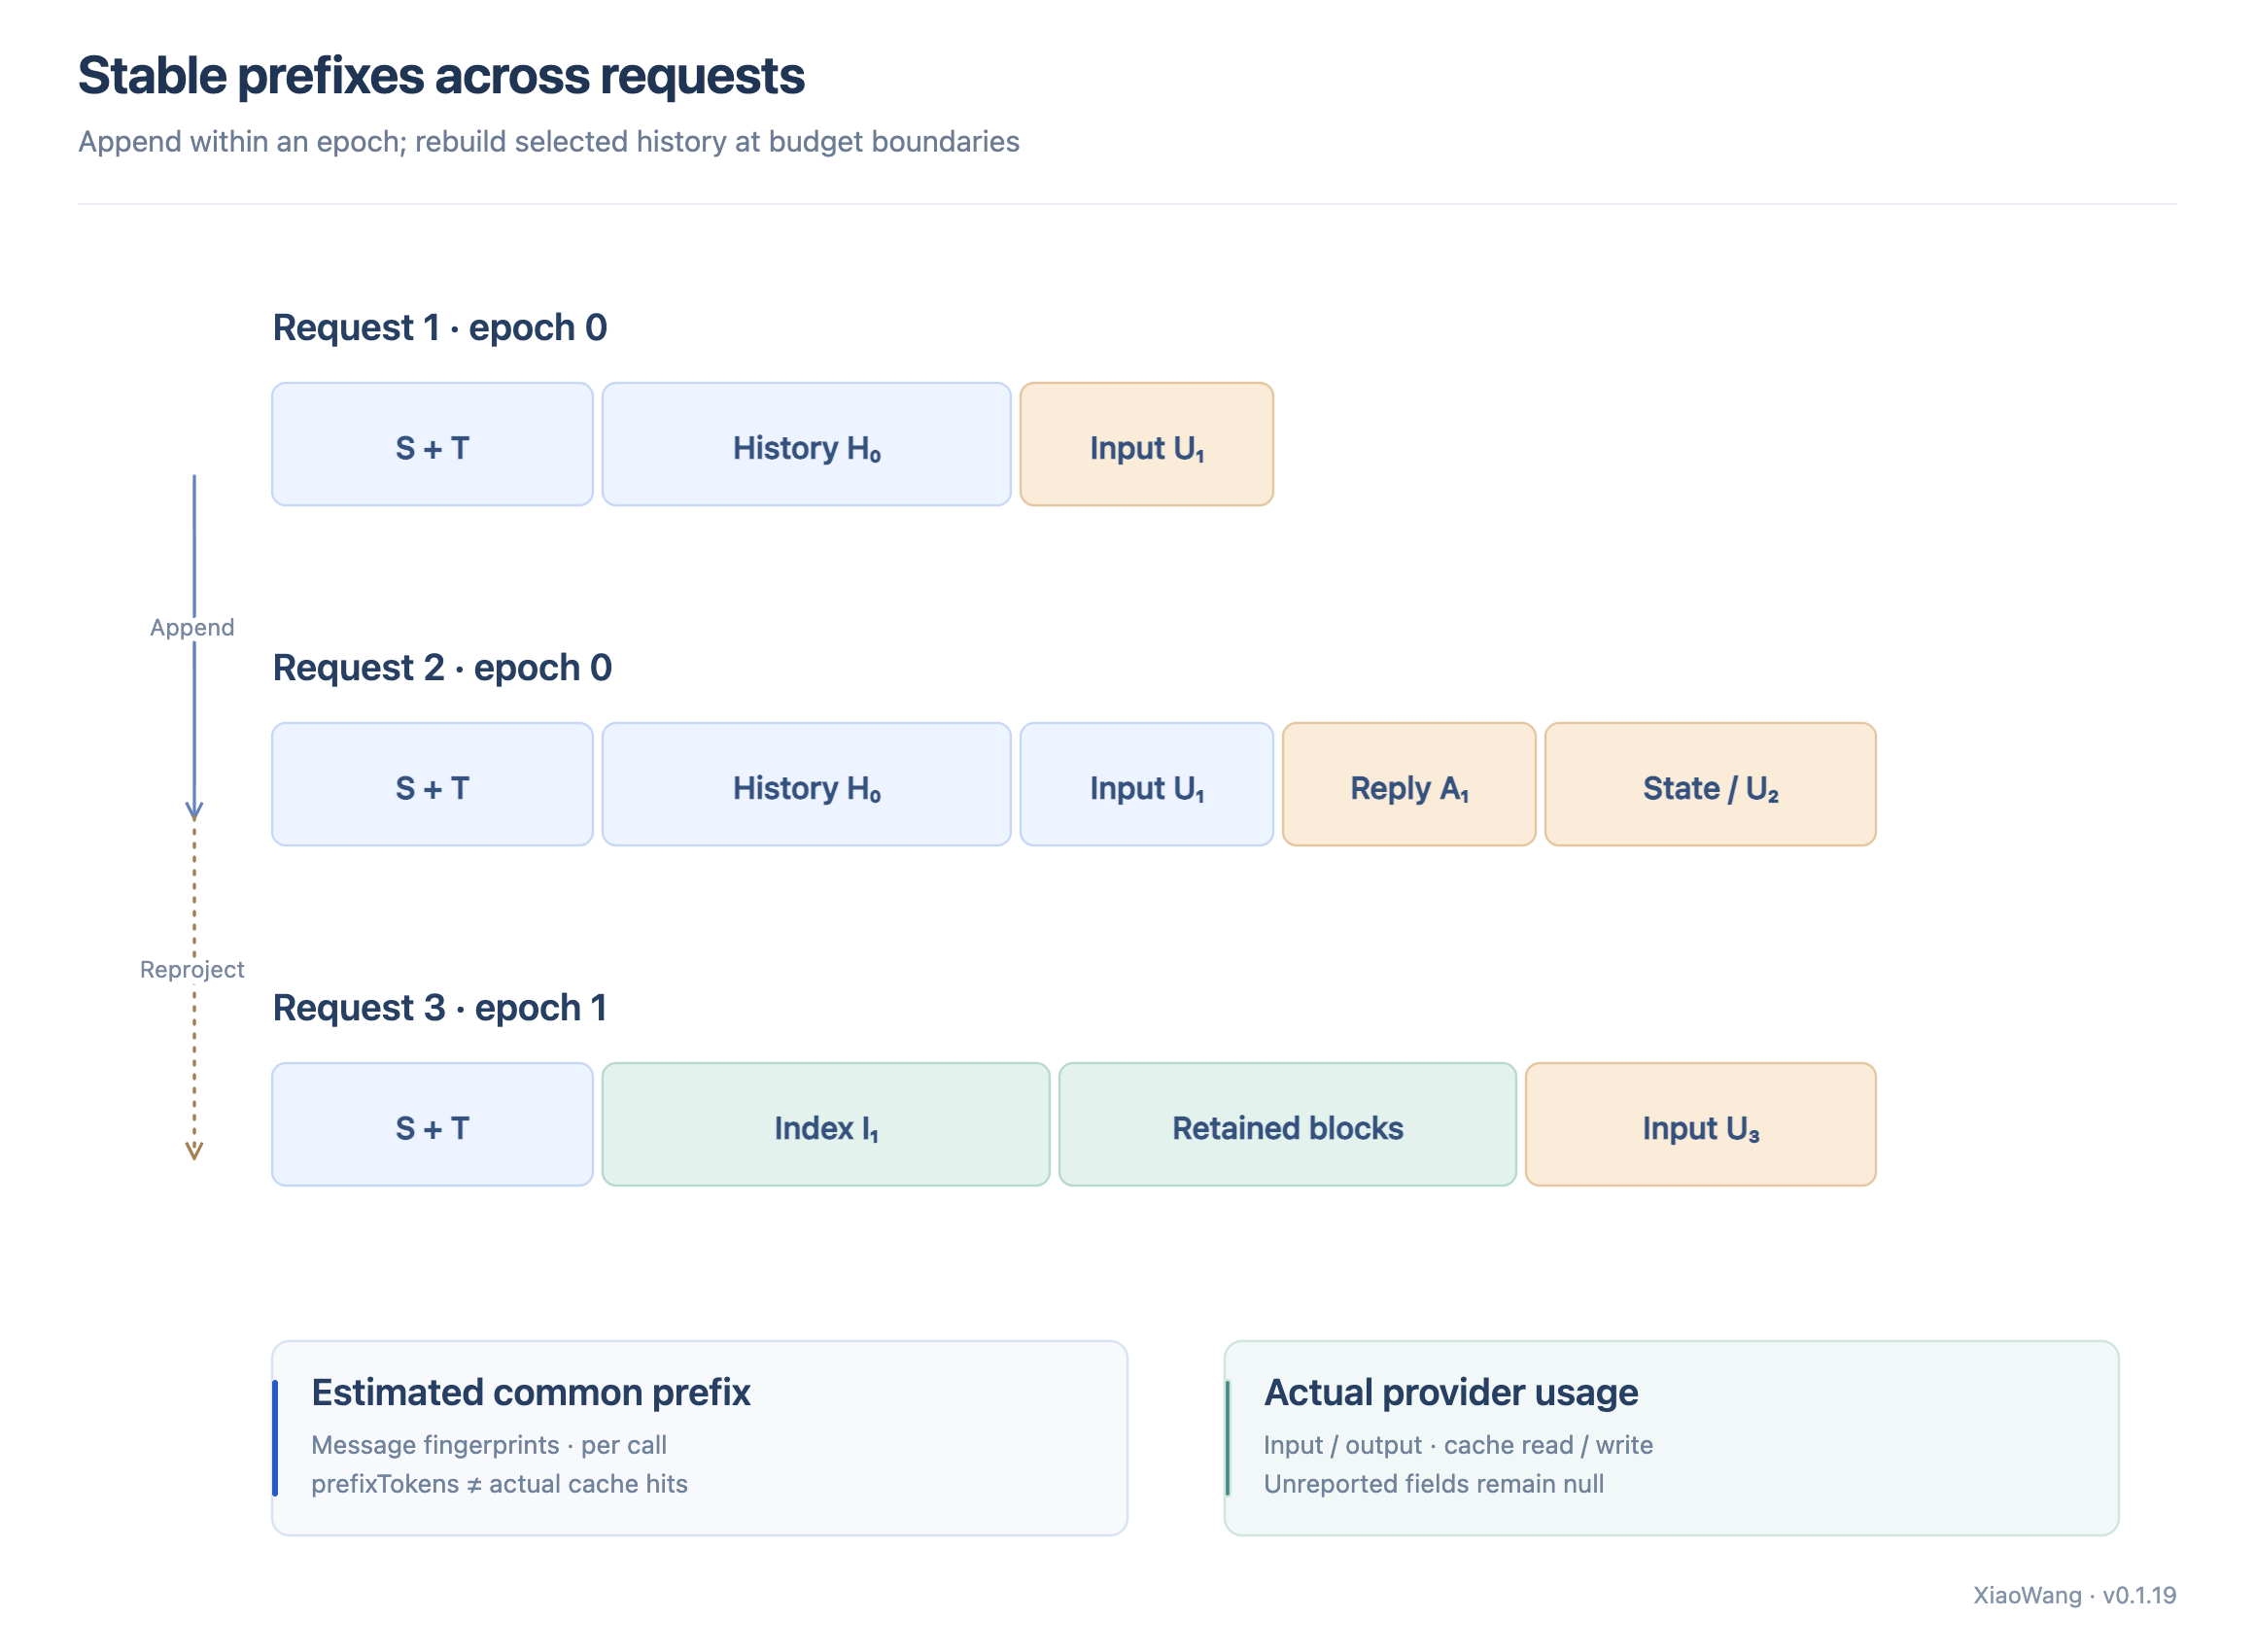 Stable prefixes across requests
Append within an epoch; rebuild selected history at budget boundaries
Request 1 · epoch 0
S + T
History H₀
Input U₁
Append
Request 2 · epoch 0
S + T
History H₀
Input U₁
Reply A₁
State / U₂
Reproject
Request 3 · epoch 1
S + T
Index I₁
Retained blocks
Input U₃
Estimated common prefix
Message fingerprints · per call
prefixTokens ≠ actual cache hits
Actual provider usage
Input / output · cache read / write
Unreported fields remain null
XiaoWang · v0.1.19